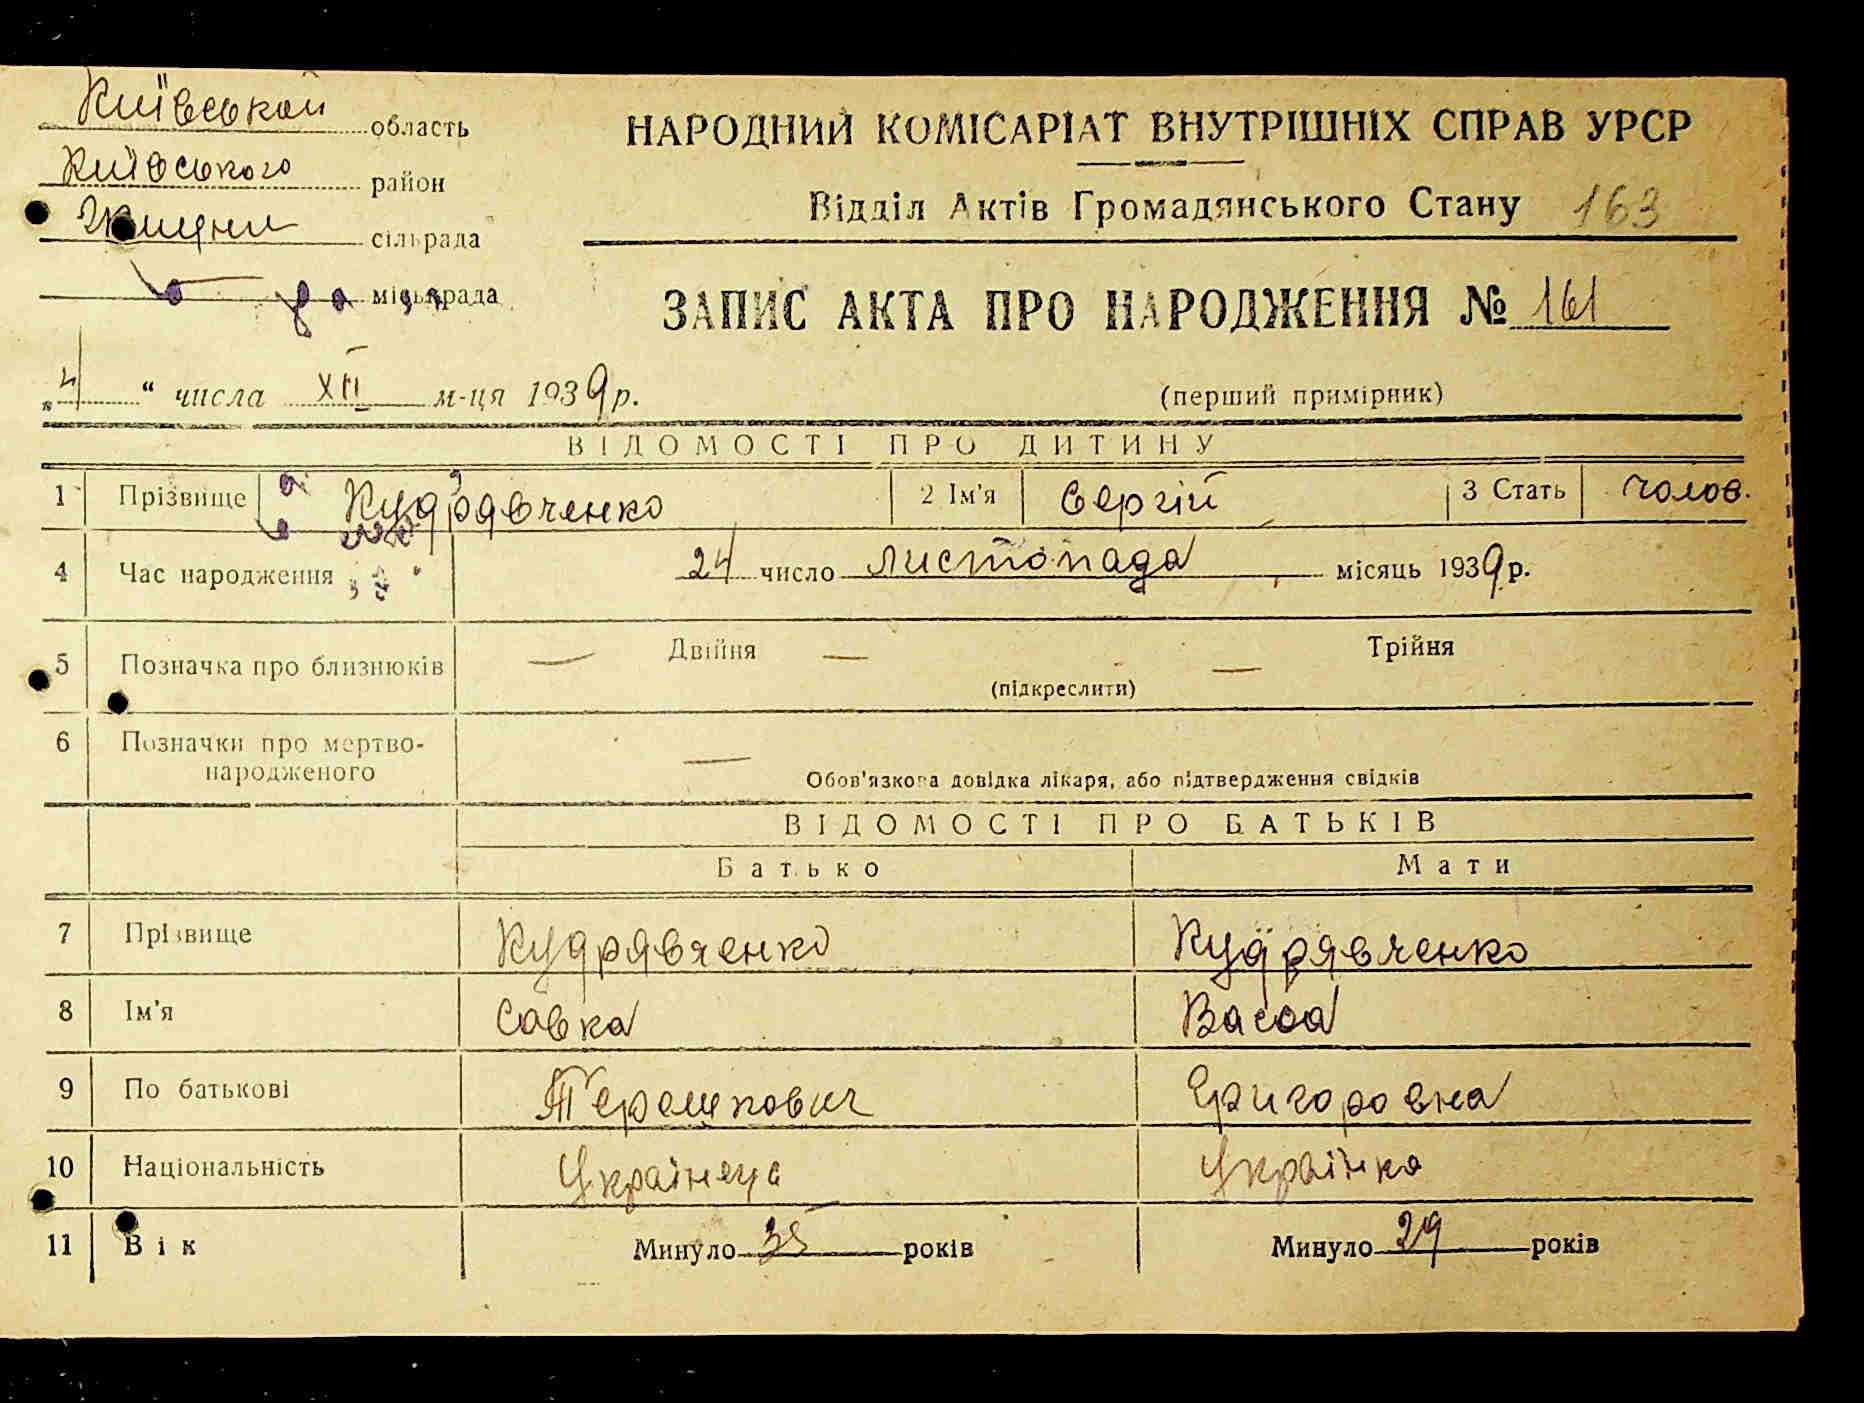 Київської область
Київського район
сільрада
міськрада
НАРОДНИЙ КОМІСАРІАТ ВНУТРІШНІХ СПРАВ УРСР
Відділ Актів Громадянського Стану 163
ЗАПИС АКТА ПРО НАРОДЖЕННЯ № 161
„4“ числа XII м-ця 1939 р.
(перший примірник)
ВІДОМОСТІ ПРО ДИТИНУ
1 Прізвище Кудрявченко 2 Ім'я Сергій 3 Стать чолов.
4 Час народження 24 число листопада місяць 1939 р.
5 Позначка про близнюків — Двійня — — Трійня
(підкреслити)
6 Позначки про мертво-
народженого —
Обов'язкова довідка лікаря, або підтвердження свідків
ВІДОМОСТІ ПРО БАТЬКІВ
Батько Мати
7 Прізвище Кудрявченко Кудрявченко
8 Ім'я Савка Васса
9 По батькові Григоровна
10 Національність Українець Українка
11 Вік Минуло 35 років Минуло 29 років